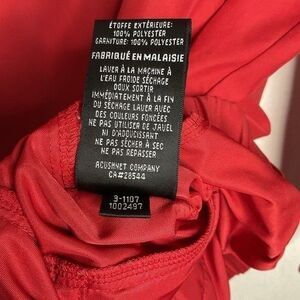 ÉTOFFE EXTÉRIEURE:
100% POLYESTER
GARNITURE: 100% POLYESTER
FABRIQUÉ EN MALAISIE
LAVER À LA MACHINE À
L'EAU FROIDE SÉCHAGE
DOUX SORTIR
IMMÉDIATEMENT À LA FIN
DU SÉCHAGE LAVER AVEC
DES COULEURS FONCÉES
NE PAS UTILISER DE JAVEL
NI D'ADOUCISSANT
NE PAS SÉCHER À SEC
NE PAS REPASSER
ACUSHNET COMPANY
CA#28544
3-1107
1002497